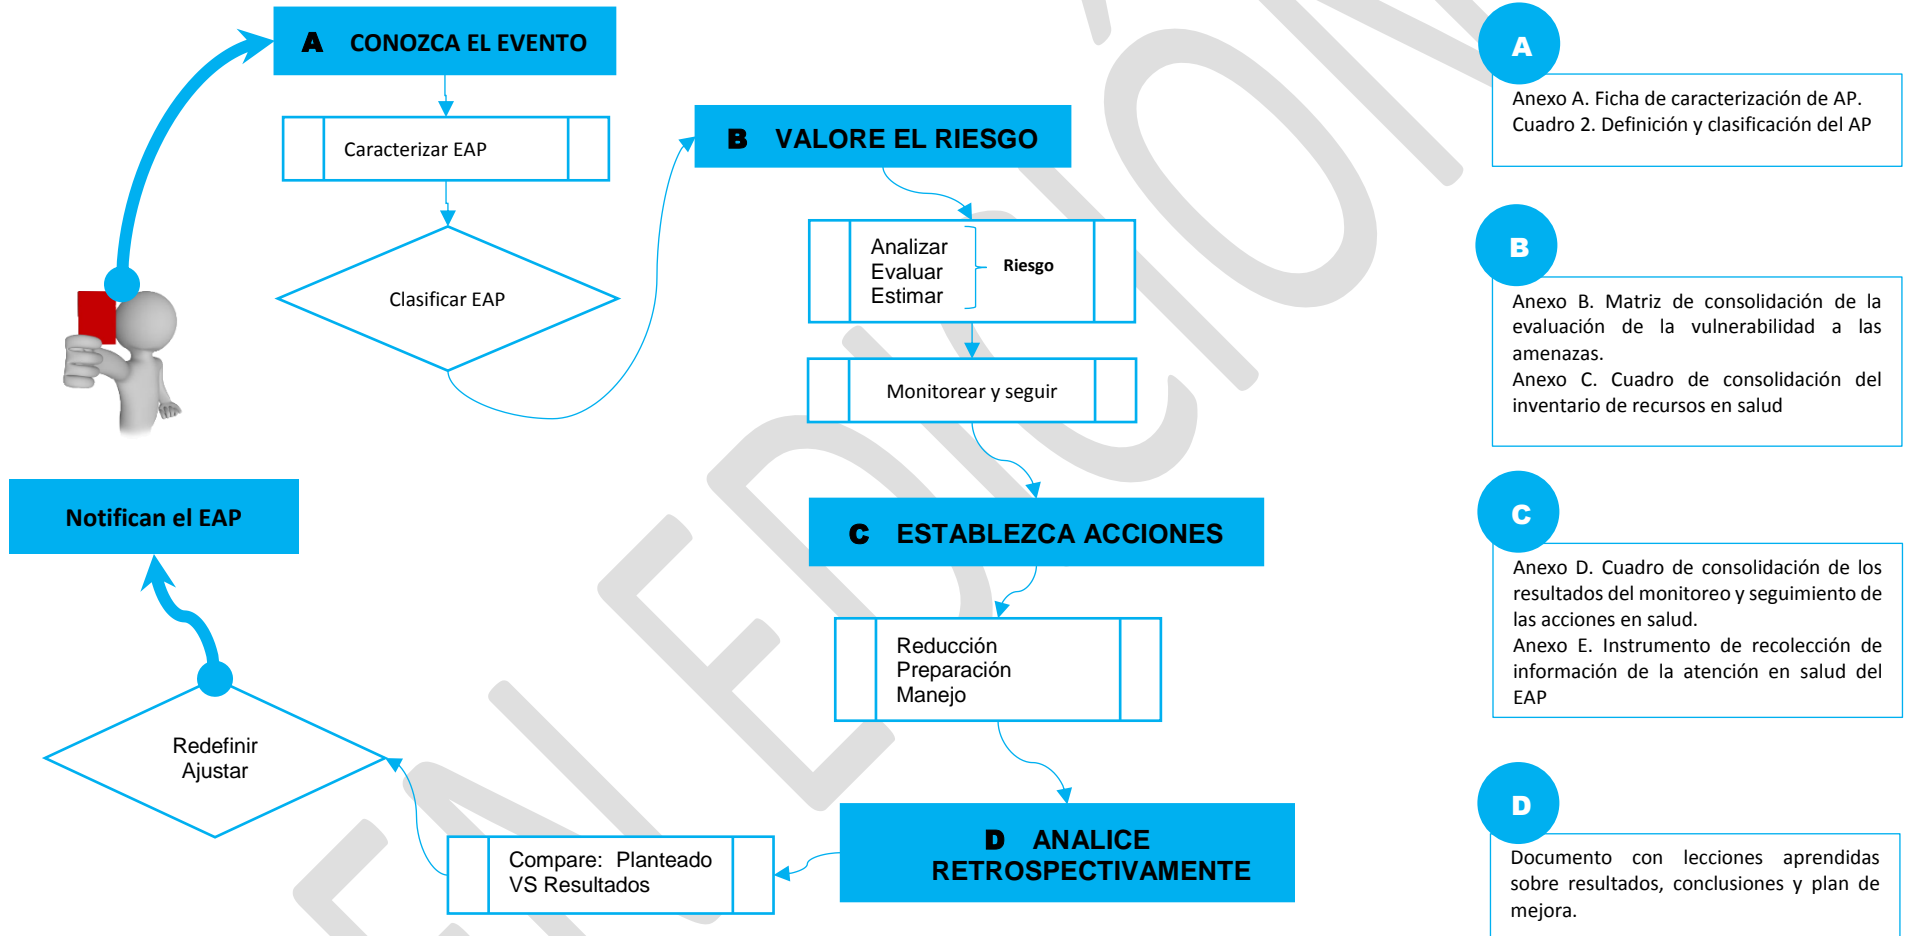 A CONOZCA EL EVENTO
Caracterizar EAP
Clasificar EAP
B VALORE EL RIESGO
Analizar
Evaluar
Estimar
Riesgo
Monitorear y seguir
C ESTABLEZCA ACCIONES
Reducción
Preparación
Manejo
D ANALICE
RETROSPECTIVAMENTE
Compare: Planteado
VS Resultados
Redefinir
Ajustar
Notifican el EAP
A
Anexo A. Ficha de caracterización de AP.
Cuadro 2. Definición y clasificación del AP
B
Anexo B. Matriz de consolidación de la
evaluación de la vulnerabilidad a las
amenazas.
Anexo C. Cuadro de consolidación del
inventario de recursos en salud
C
Anexo D. Cuadro de consolidación de los
resultados del monitoreo y seguimiento de
las acciones en salud.
Anexo E. Instrumento de recolección de
información de la atención en salud del
EAP
D
Documento con lecciones aprendidas
sobre resultados, conclusiones y plan de
mejora.
EN EDICIÓN